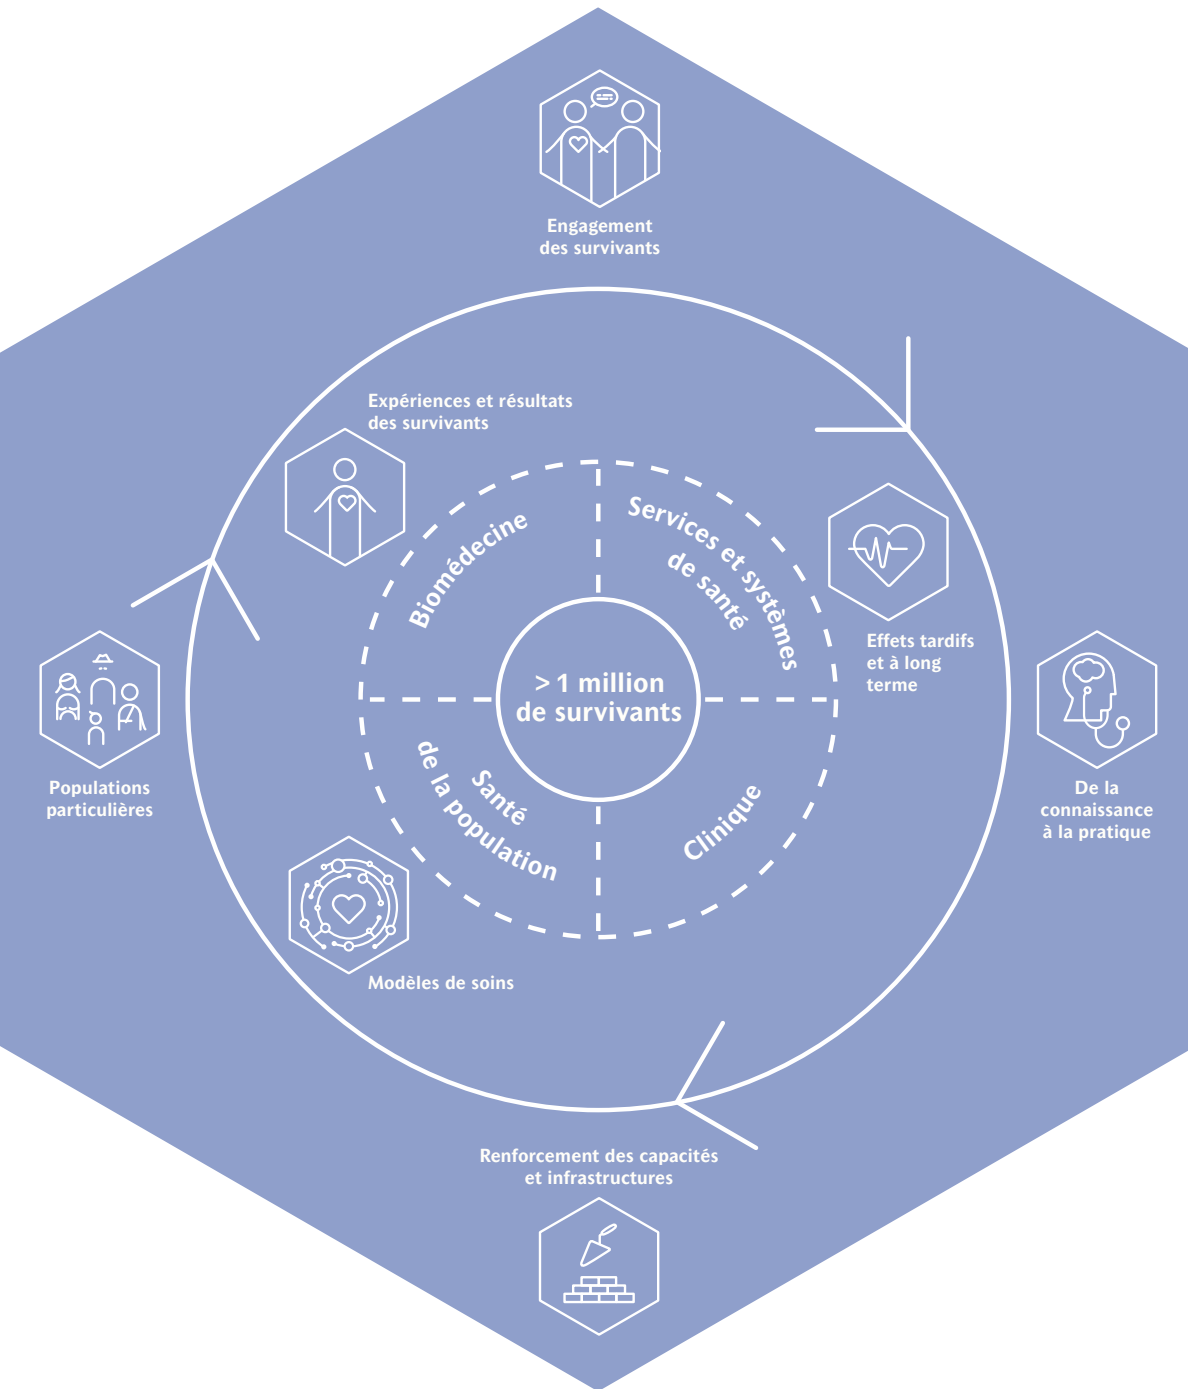 Engagement
des survivants
Expériences et résultats
des survivants
Biomédecine
Services et systèmes
de santé
Effets tardifs
et à long
terme
> 1 million
de survivants
Populations
particulières
De la
connaissance
à la pratique
Santé
de la population
Clinique
Modèles de soins
Renforcement des capacités
et infrastructures